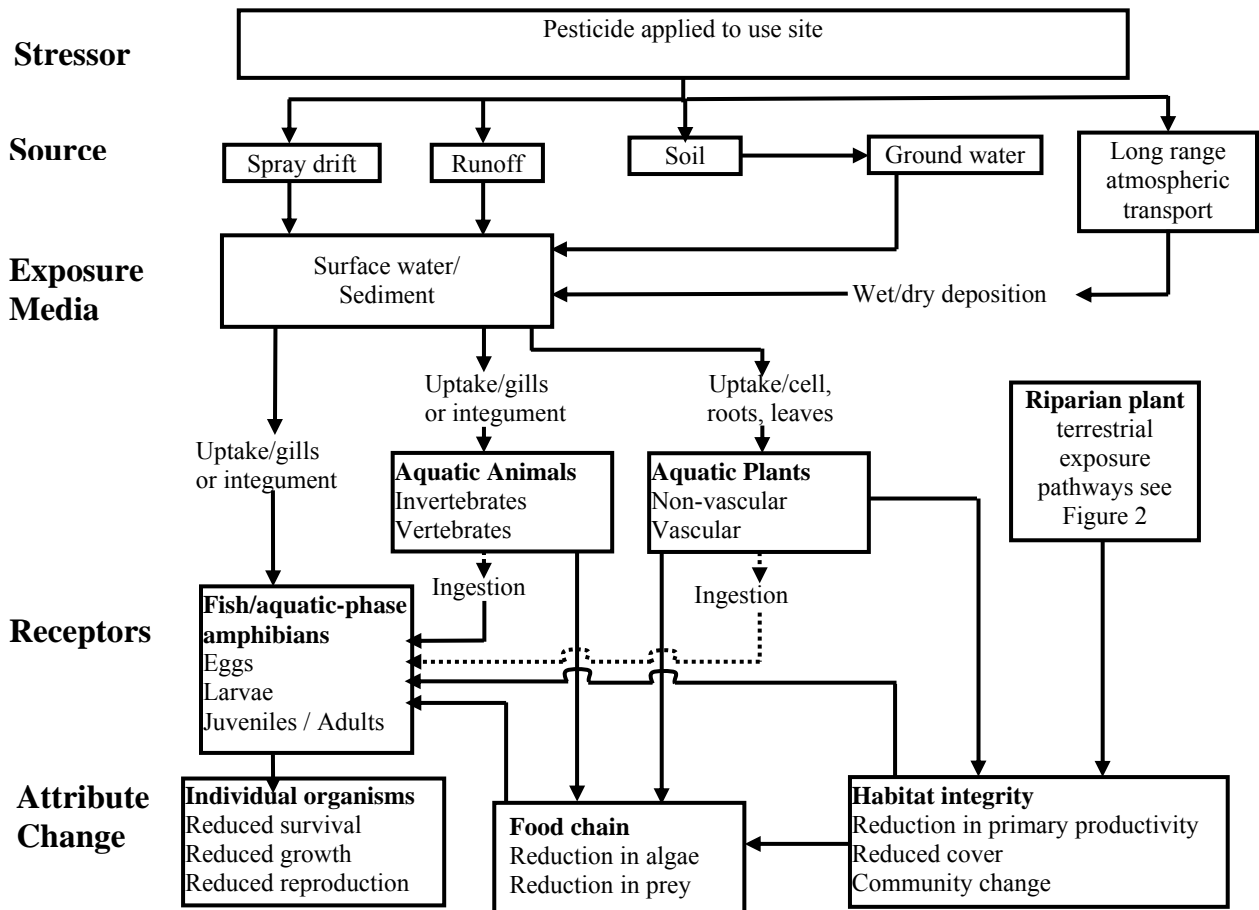 Stressor
Pesticide applied to use site
Source
Spray drift
Runoff
Soil
Ground water
Long range
atmospheric
transport
Exposure
Media
Surface water/
Sediment
Wet/dry deposition
Uptake/gills
or integument
Uptake/gills
or integument
Uptake/cell,
roots, leaves
Riparian plant
terrestrial
exposure
pathways see
Figure 2
Aquatic Animals
Invertebrates
Vertebrates
Aquatic Plants
Non-vascular
Vascular
Ingestion
Ingestion
Receptors
Fish/aquatic-phase
amphibians
Eggs
Larvae
Juveniles / Adults
Attribute
Change
Individual organisms
Reduced survival
Reduced growth
Reduced reproduction
Food chain
Reduction in algae
Reduction in prey
Habitat integrity
Reduction in primary productivity
Reduced cover
Community change